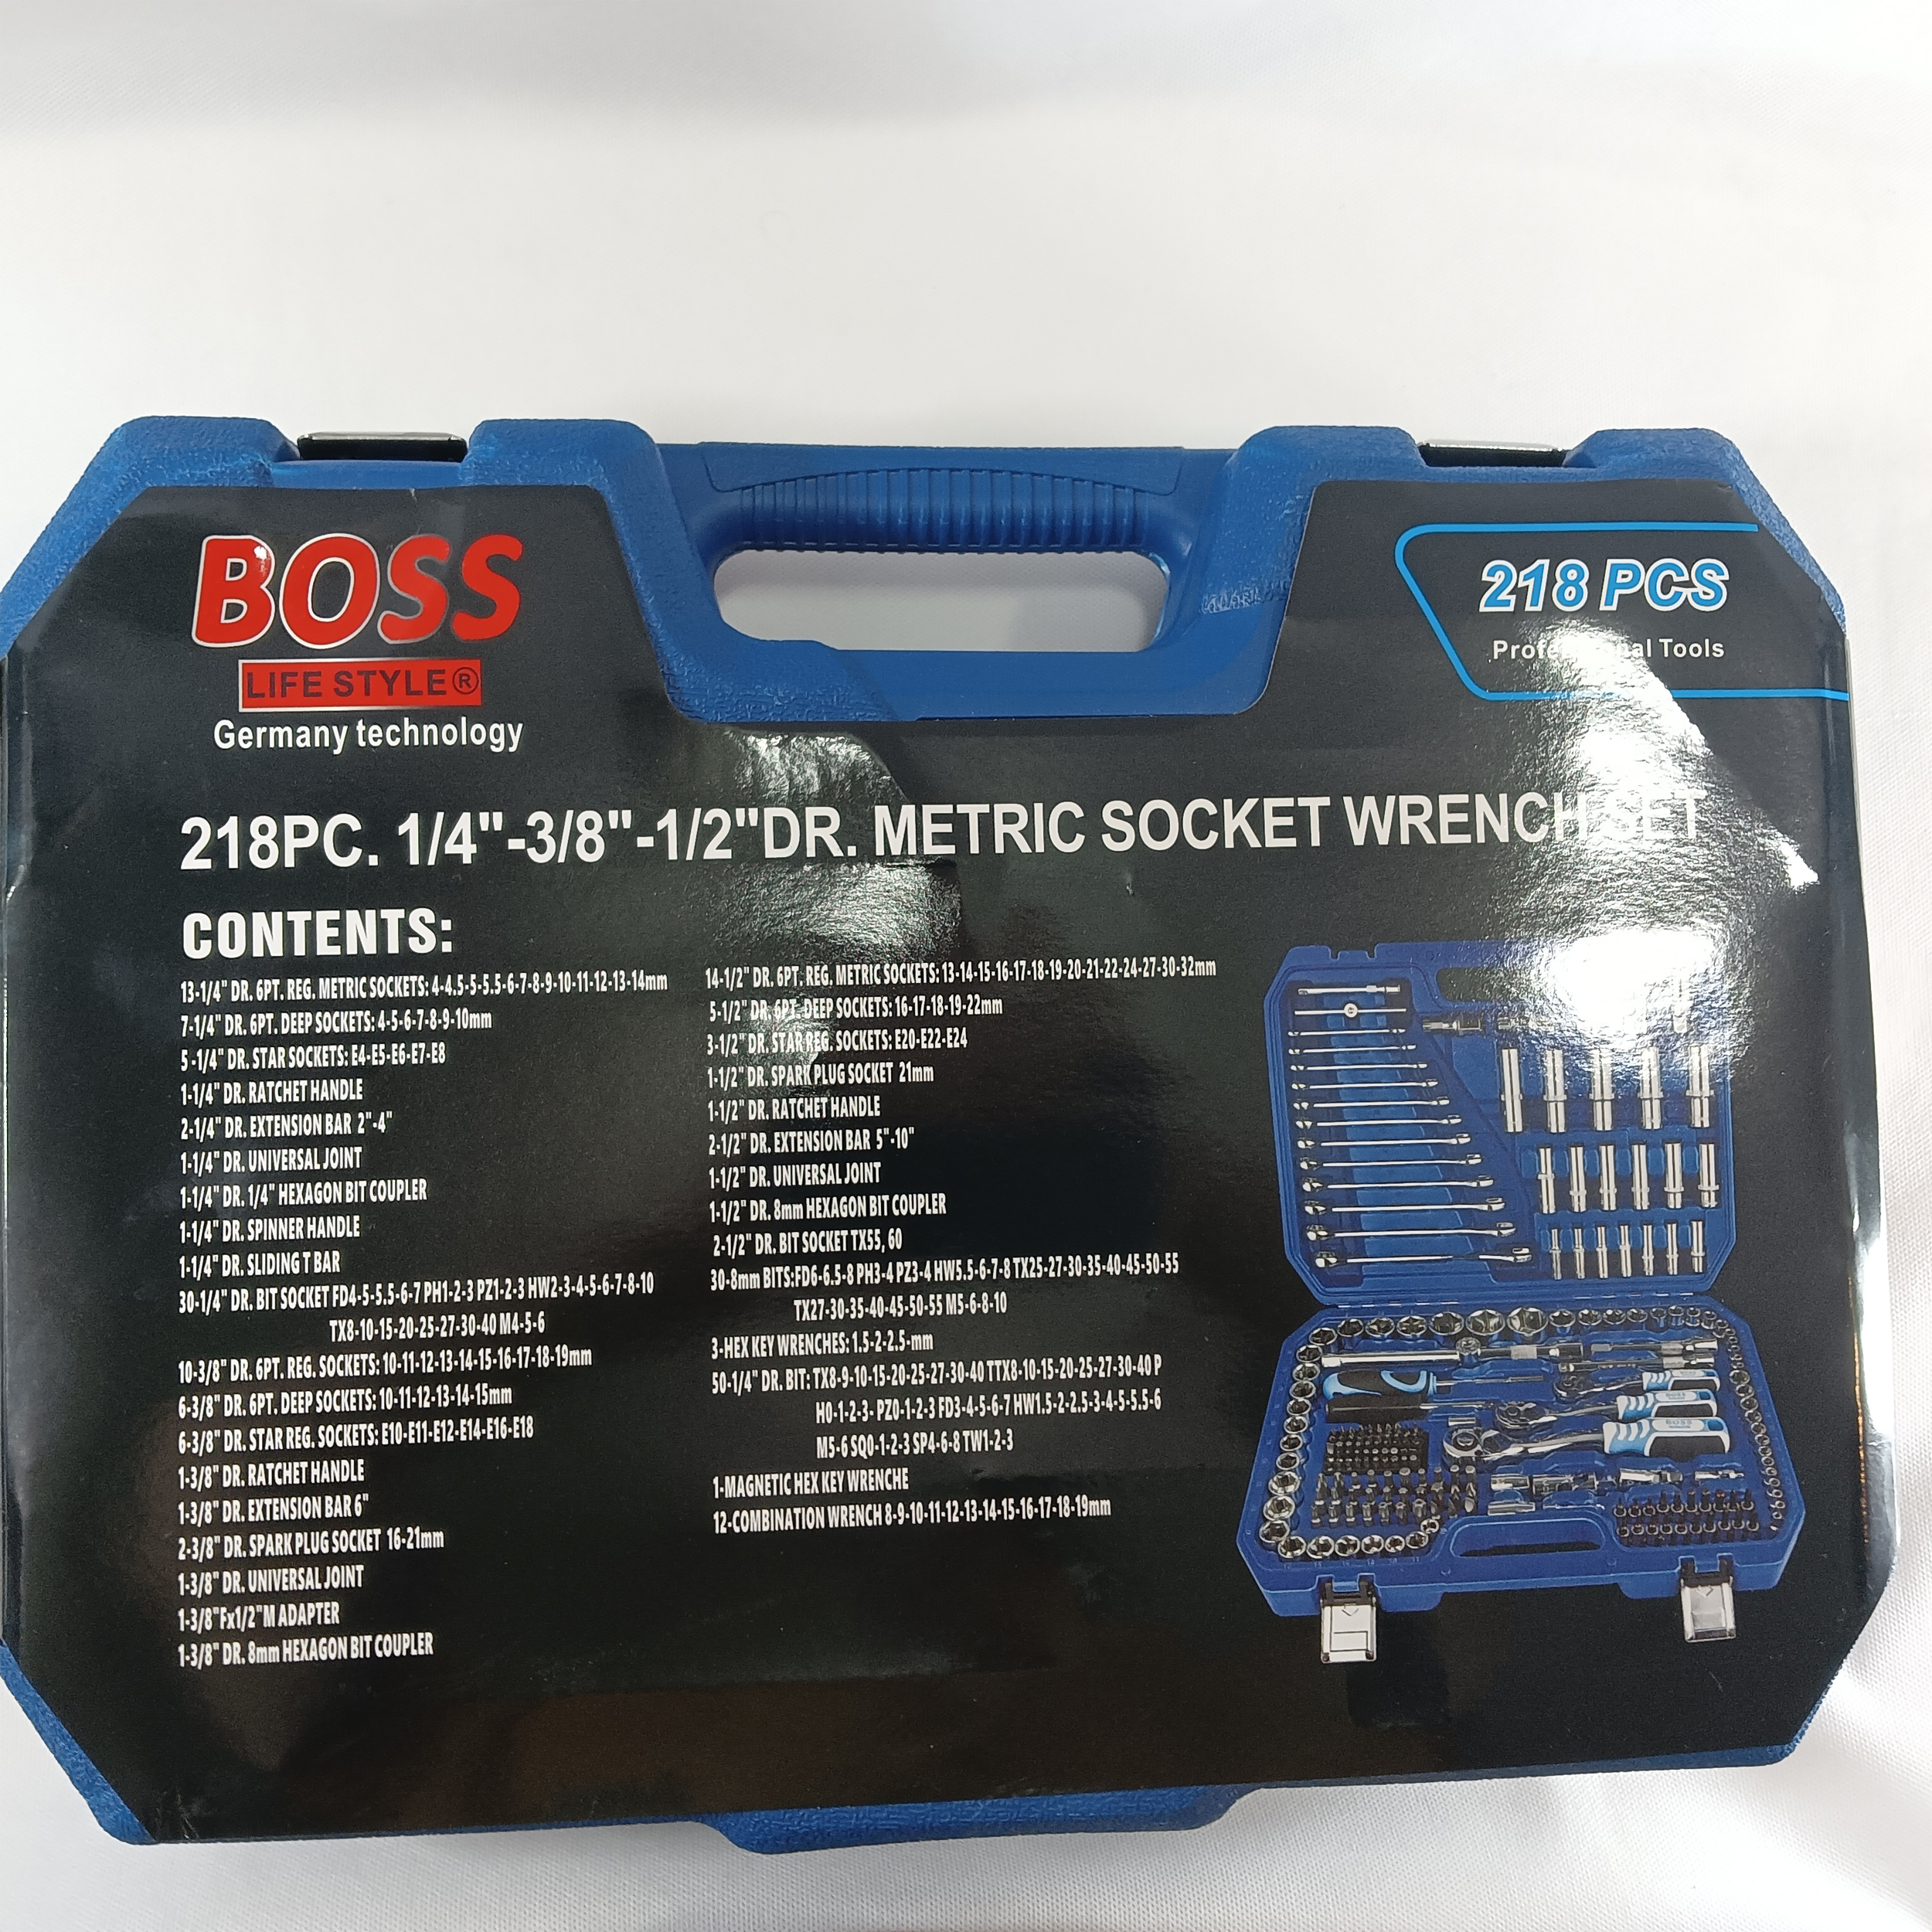 BOSS
LIFE STYLE®
Germany technology
218 PCS
Tools
218PC. 1/4"-3/8"-1/2"DR. METRIC SOCKET WRENCH SET
CONTENTS:
13-1/4" DR. 6PT. REG. METRIC SOCKETS: 4-4.5-5-5.5-6-7-8-9-10-11-12-13-14mm
7-1/4" DR. 6PT. DEEP SOCKETS: 4-5-6-7-8-9-10mm
5 -1/4" DR. STAR SOCKETS: E4-E5-E6-E7-E8
1-1/4" DR. RATCHET HANDLE
2-1/4" DR. EXTENSION BAR 2"-4"
1-1/4" DR. UNIVERSAL JOINT
1-1/4" DR. 1/4" HEXAGON BIT COUPLER
1-1/4" DR. SPINNER HANDLE
1-1/4" DR. SLIDING T BAR
30-1/4" DR. BIT SOCKET FD4-5-5.5-6-7 PH1-2-3 PZ1-2-3 HW2-3-4-5-6-7-8-10
TX8-10-15-20-25-27-30-40 M4-5-6
10-3/8" DR. 6PT. REG. SOCKETS: 10-11-12-13-14-15-16-17-18-19mm
6-3/8" DR. 6PT. DEEP SOCKETS: 10-11-12-13-14-15mm
6-3/8" DR. STAR REG. SOCKETS: E10-E11-E12-E14-E16-E18
1-3/8" DR. RATCHET HANDLE
1-3/8" DR. EXTENSION BAR 6"
2-3/8" DR. SPARK PLUG SOCKET 16-21mm
1-3/8" DR. UNIVERSAL JOINT
1-3/8"Fx1/2"M ADAPTER
1-3/8" DR. 8mm HEXAGON BIT COUPLER
14-1/2" DR. 6PT. REG. METRIC SOCKETS: 13-14-15-16-17-18-19-20-21-22-24-27-30-32mm
5-1/2" DR. 6PT. DEEP SOCKETS: 16-17-18-19-22mm
3-1/2" DR. STAR REG. SOCKETS: E20-E22-E24
1-1/2" DR. SPARK PLUG SOCKET 21mm
1-1/2" DR. RATCHET HANDLE
2-1/2" DR. EXTENSION BAR 5"-10"
1-1/2" DR. UNIVERSAL JOINT
1-1/2" DR. 8mm HEXAGON BIT COUPLER
2-1/2" DR. BIT SOCKET TX55, 60
30-8mm BITS:FD6-6.5-8 PH3-4 PZ3-4 HW5.5-6-7-8 TX25-27-30-35-40-45-50-55
TX27-30-35-40-45-50-55 M5-6-8-10
3-HEX KEY WRENCHES: 1.5-2-2.5-mm
50-1/4" DR. BIT: TX8-9-10-15-20-25-27-30-40 TTX8-10-15-20-25-27-30-40 P
H0-1-2-3- PZ0-1-2-3 FD3-4-5-6-7 HW1.5-2-2.5-3-4-5-5.5-6
M5-6 SQ0-1-2-3 SP4-6-8 TW1-2-3
1-MAGNETIC HEX KEY WRENCHE
12-COMBINATION WRENCH 8-9-10-11-12-13-14-15-16-17-18-19mm
BOSS